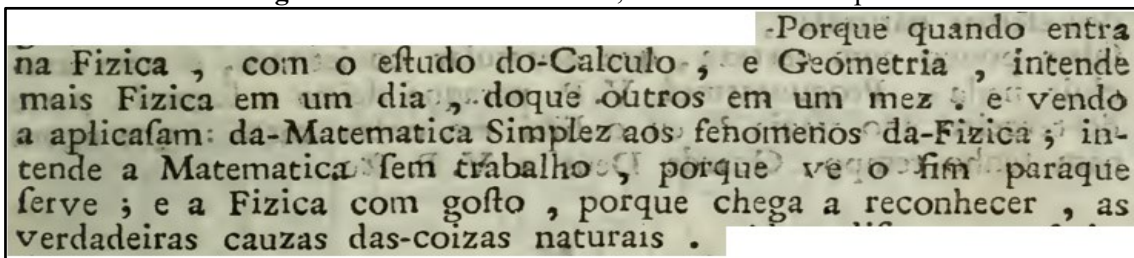 -Porque quando entra
na Fizica , com o eſtudo do-Calculo ; e Geometria , intende
mais Fizica em um dia , doque outros em um mez : e vendo
a aplicaſam da-Matematica Simplez aos fenomenos da-Fizica ; in-
tende a Matematica ſem trabalho , porque ve o fim paraque
ſerve ; e a Fizica com goſto , porque chega a reconhecer , as
verdadeiras cauzas das-coizas naturais .